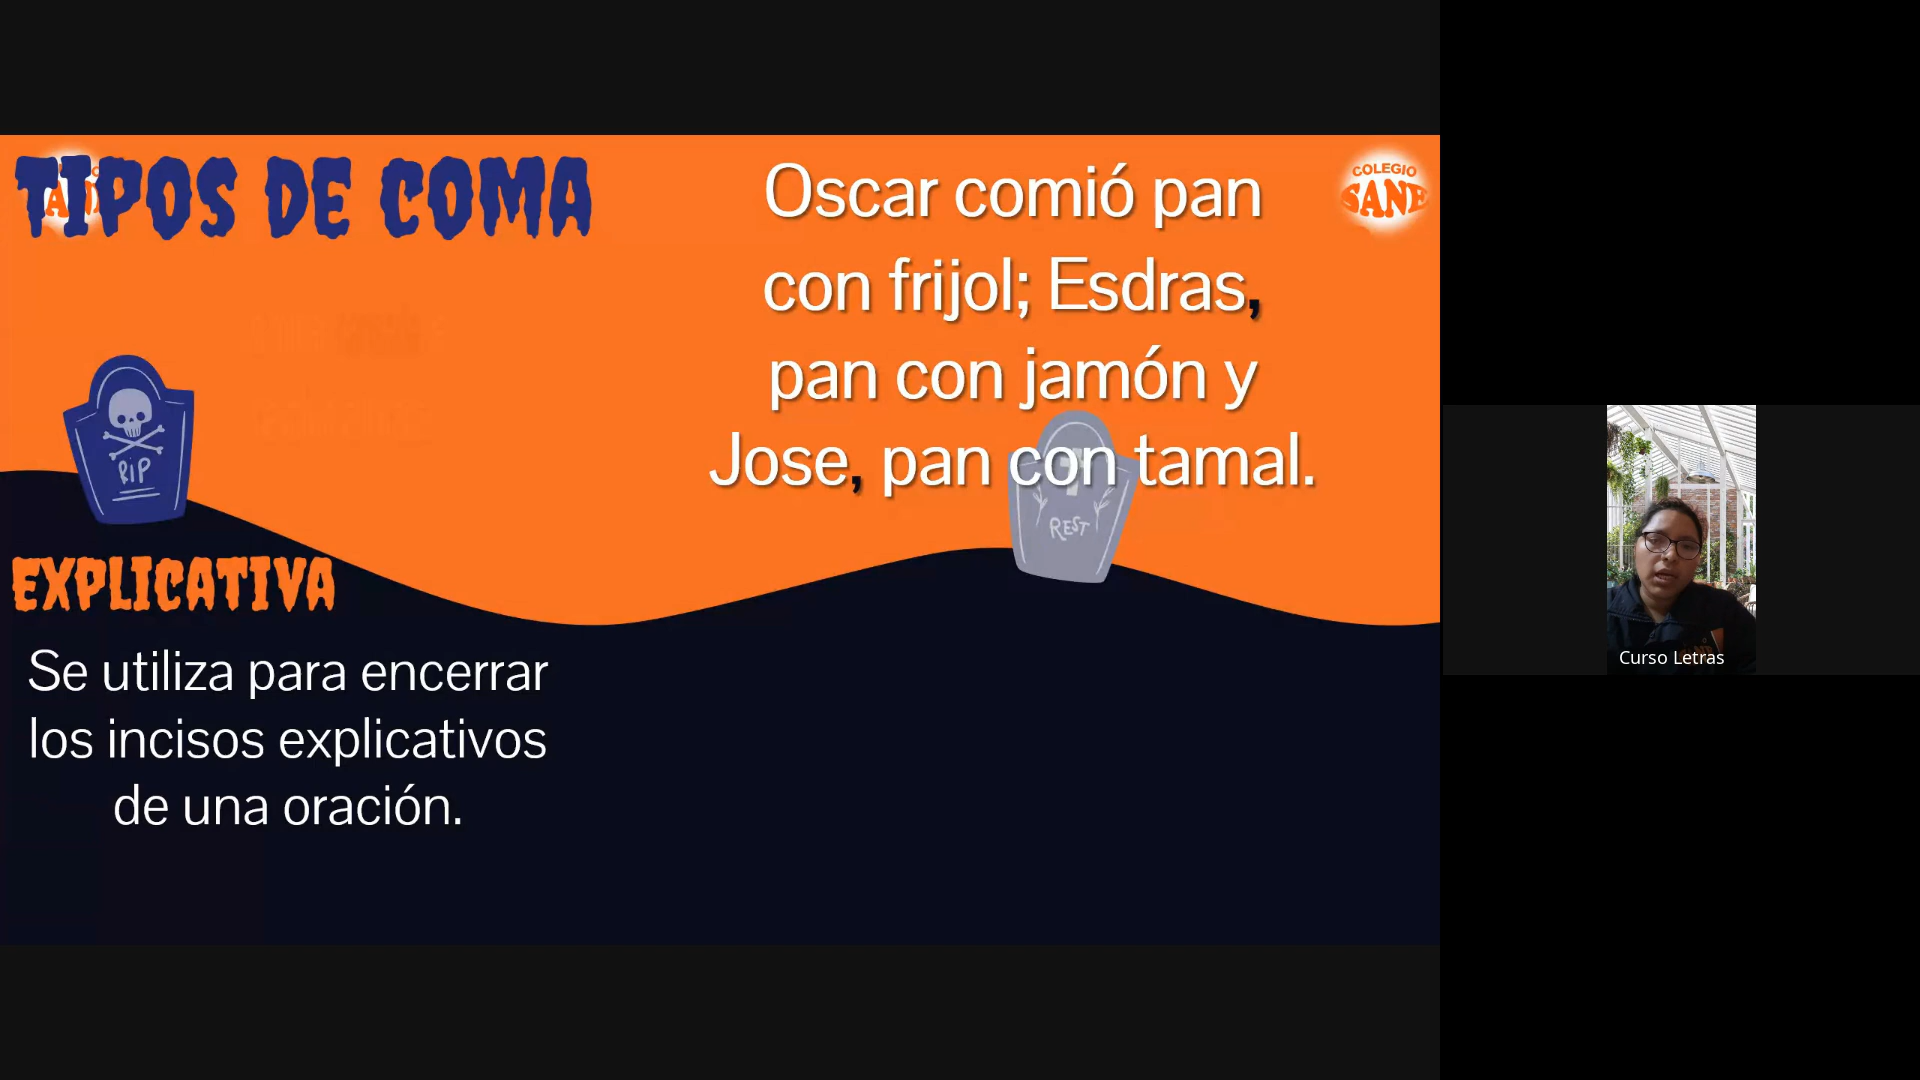 TIPOS DE COMA
Oscar comió pan
con frijol; Esdras,
pan con jamón y
Jose, pan con tamal.
COLEGIO
SANE
RIP
REST
EXPLICATIVA
Se utiliza para encerrar
los incisos explicativos
de una oración.
Curso Letras